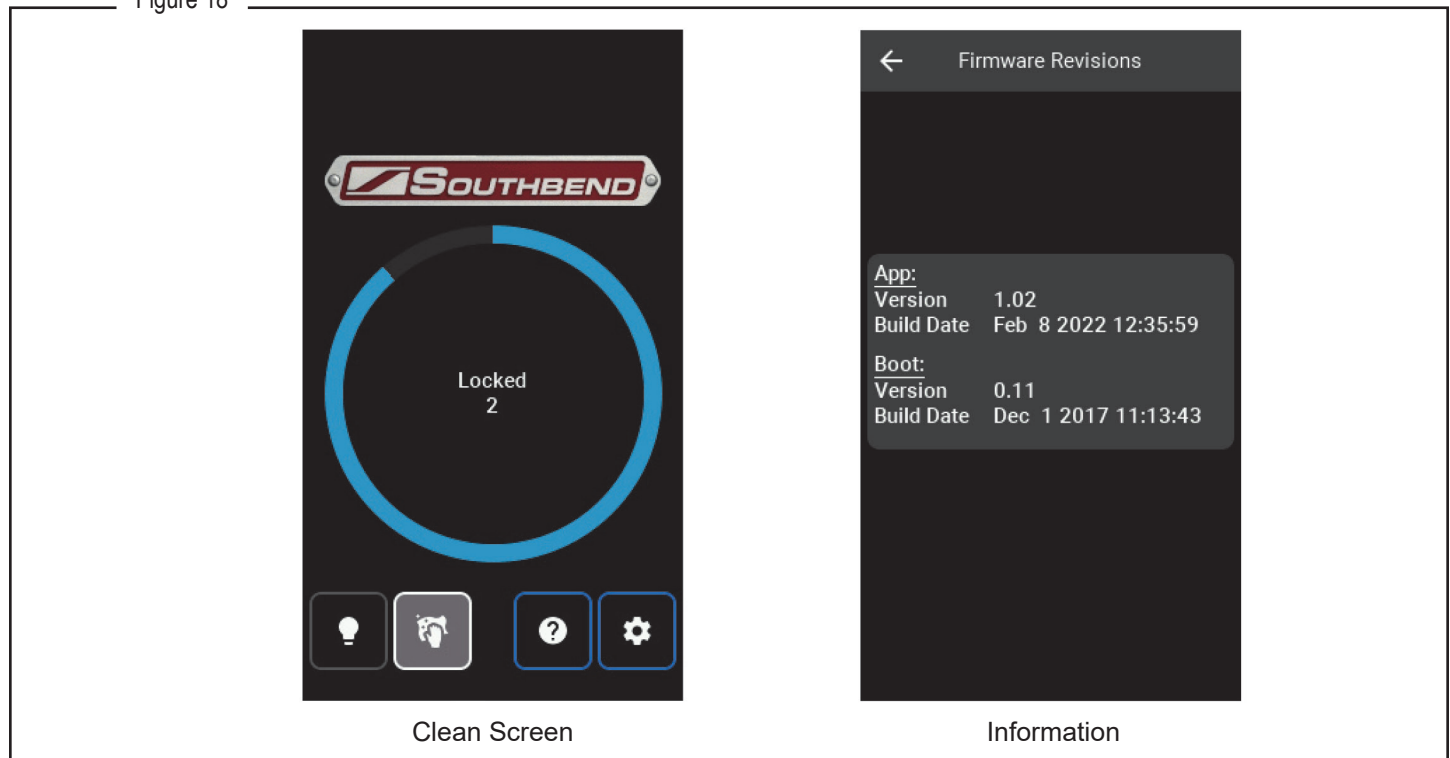 Figure 16
SOUTHBEND
Locked
2
Clean Screen
Firmware Revisions
App:
Version 1.02
Build Date Feb 8 2022 12:35:59
Boot:
Version 0.11
Build Date Dec 1 2017 11:13:43
Information